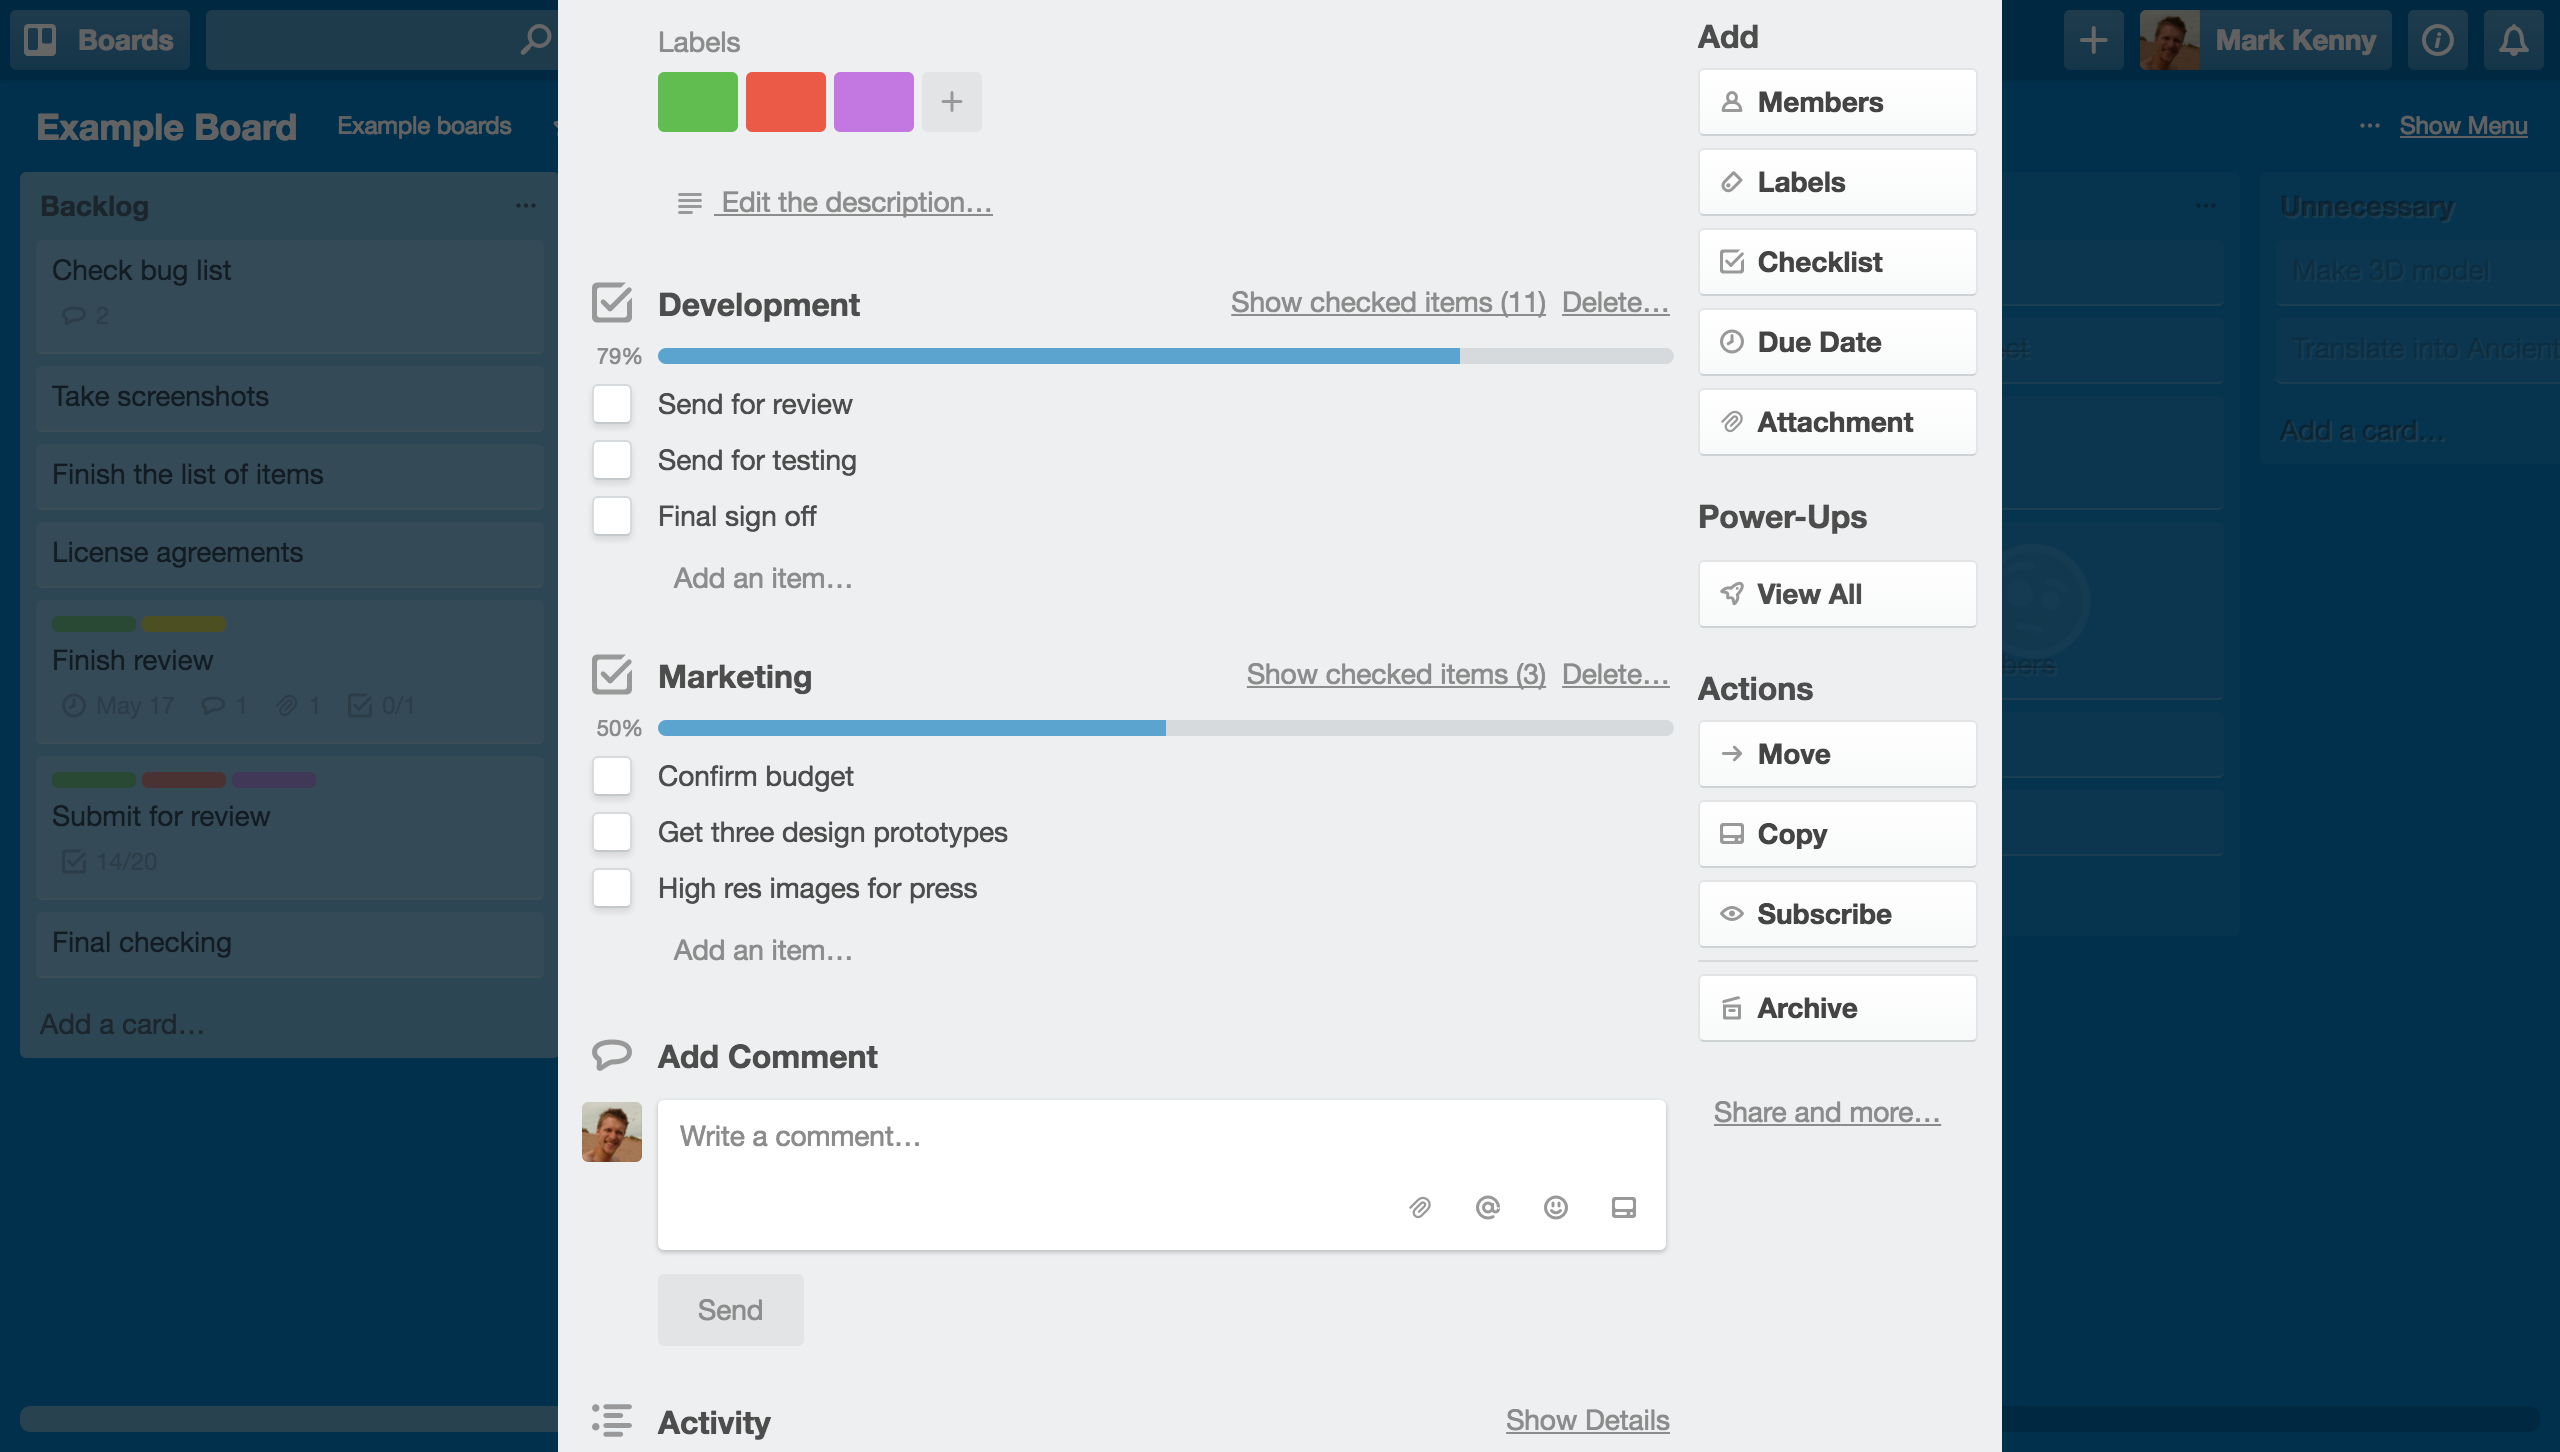 Boards
Mark Kenny
Example Board
Example boards
Show Menu
Backlog
Check bug list
2
Take screenshots
Finish the list of items
License agreements
Finish review
May 17 1 1 0/1
Submit for review
14/20
Final checking
Add a card…
Labels
Edit the description…
Development
Show checked items (11) Delete…
79%
Send for review
Send for testing
Final sign off
Add an item…
Marketing
Show checked items (3) Delete…
50%
Confirm budget
Get three design prototypes
High res images for press
Add an item…
Add Comment
Write a comment…
Send
Activity
Show Details
Add
Members
Labels
Checklist
Due Date
Attachment
Power-Ups
View All
Actions
Move
Copy
Subscribe
Archive
Share and more…
Unnecessary
Make 3D model
Translate into Ancient
Add a card…